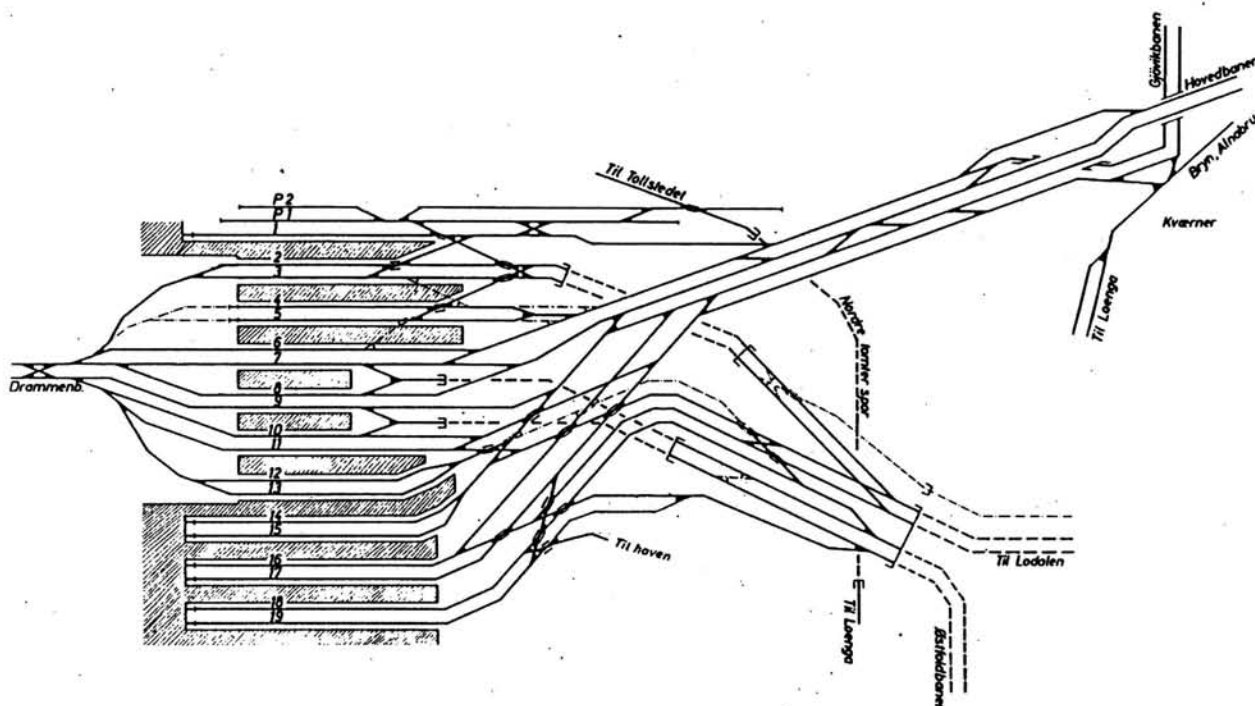 Gjövikbanen
Hovedbanen
Bryn, Alnabru
Til Tollstedet
P 2
P 1
1
2
3
4
5
6
7
8
9
10
11
12
13
14
15
16
17
18
19
Drammenb.
Kværner
Til Loenga
Nordre
spor
Til haven
Til Lodalen
Til Loenga
Østfoldbanen